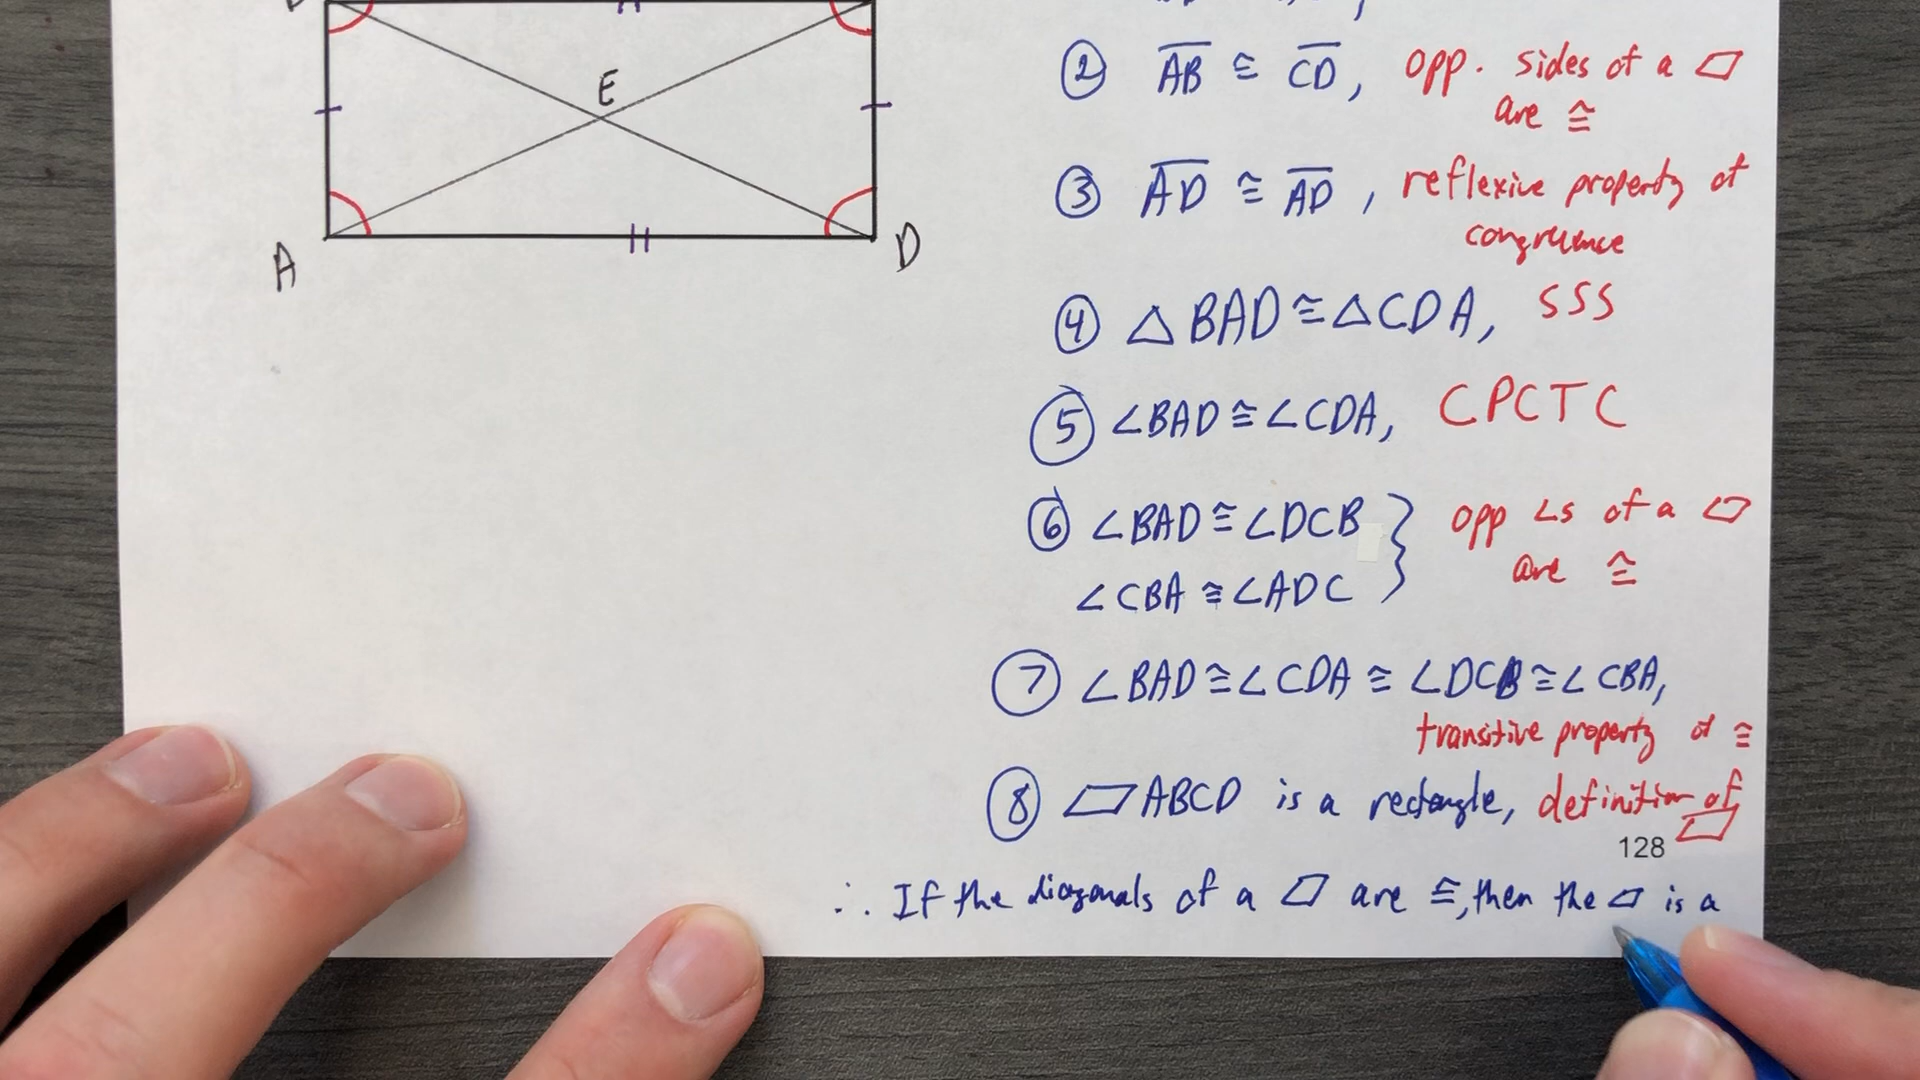 E
A
D
② AB ≅ CD, opp. sides of a ▱
are ≅
③ AD ≅ AD, reflexive property of
congruence
④ △BAD ≅ △CDA, SSS
⑤ ∠BAD ≅ ∠CDA, CPCTC
⑥ ∠BAD ≅ ∠DCB } opp ∠s of a ▱
∠CBA ≅ ∠ADC are ≅
⑦ ∠BAD ≅ ∠CDA ≅ ∠DCB ≅ ∠CBA,
transitive property of ≅
⑧ ▱ABCD is a rectangle, definition of
▱
128
∴ If the diagonals of a ▱ are ≅, then the ▱ is a